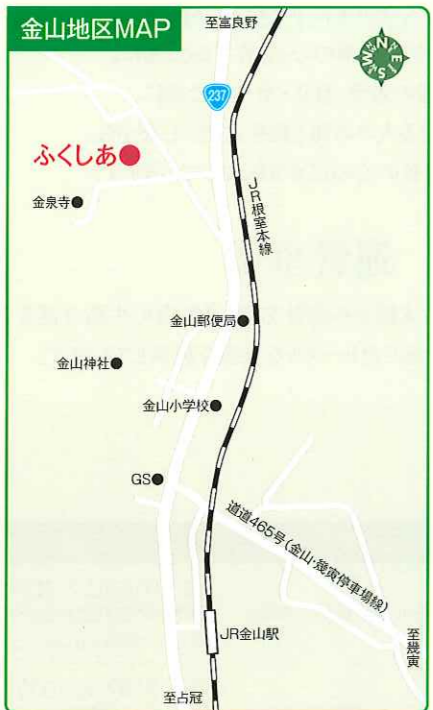 金山地区MAP
至富良野
N
E
S
W
237
ふくしあ
金泉寺
JR根室本線
金山郵便局
金山神社
金山小学校
GS
道道465号(金山・幾寅停車場線)
JR金山駅
至幾寅
至占冠